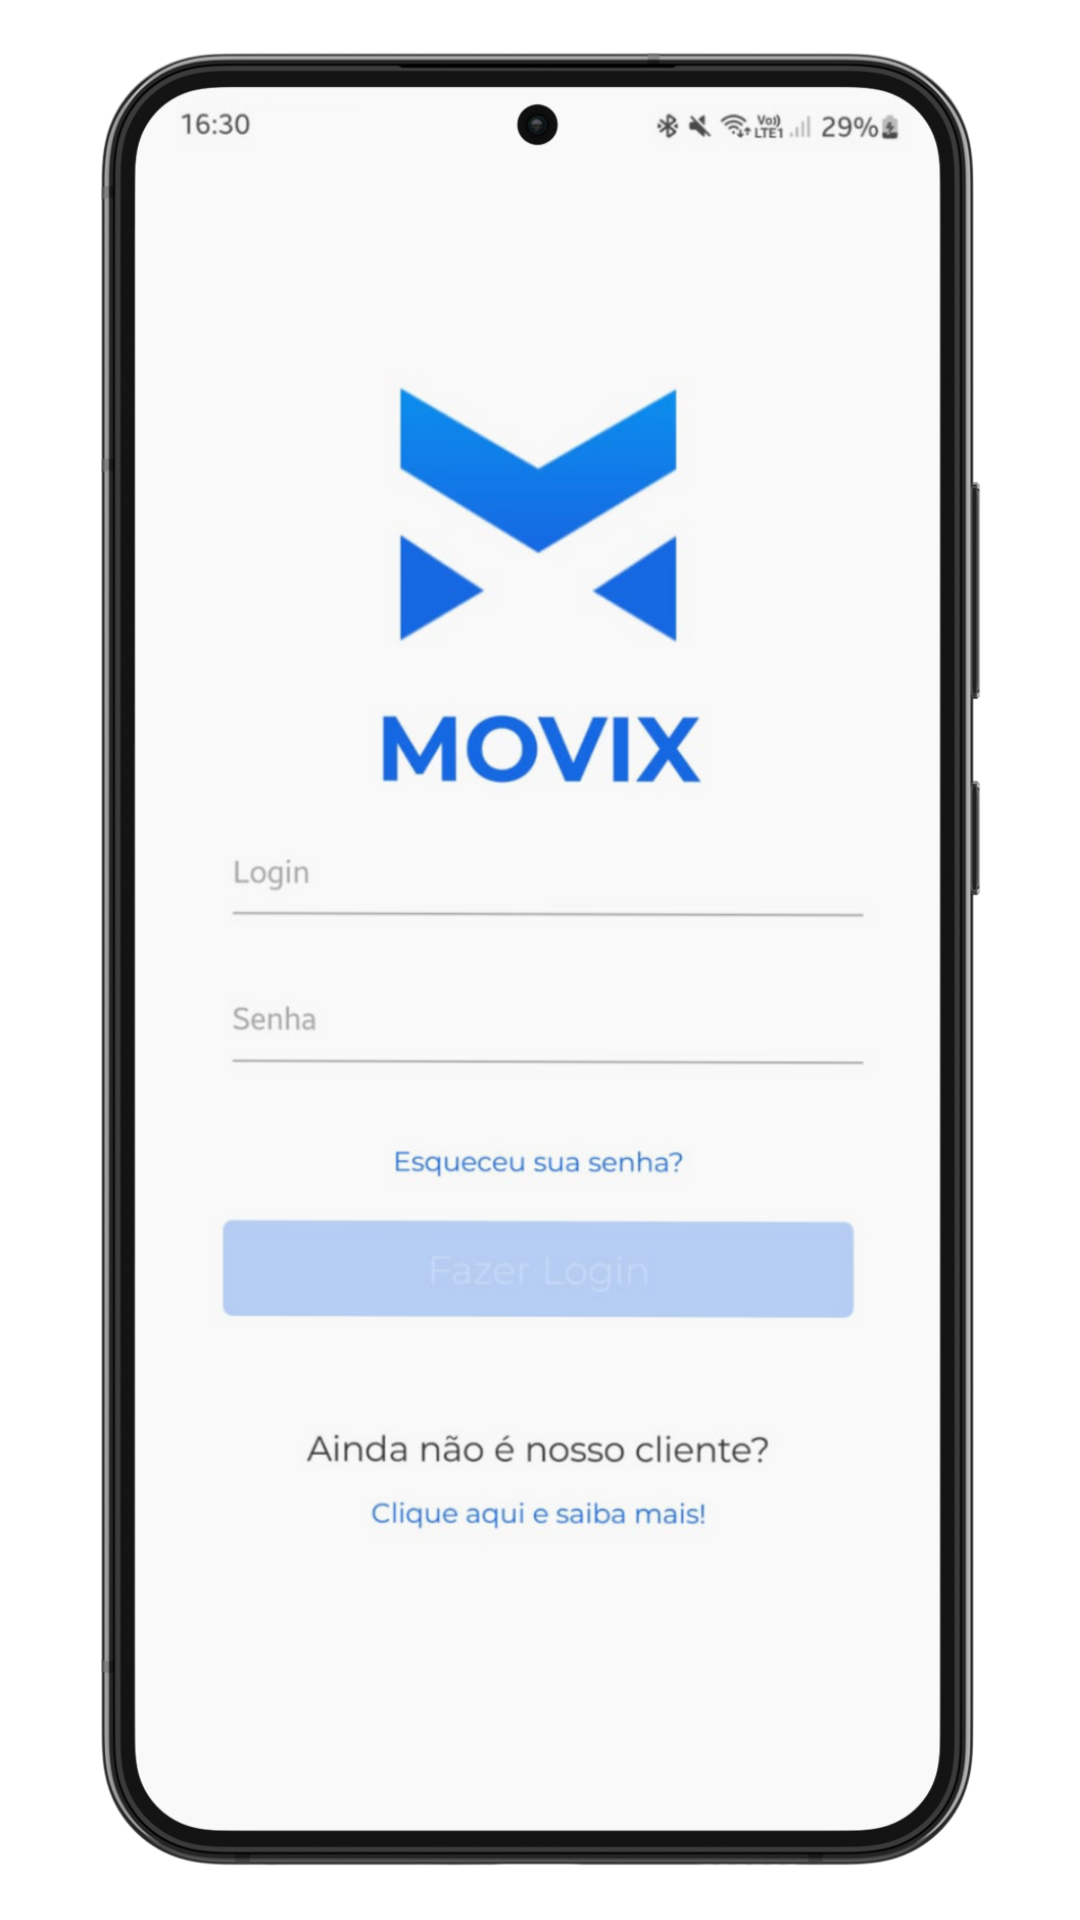 16:30
Vo)) LTE1 29%
MOVIX
Login
Senha
Esqueceu sua senha?
Fazer Login
Ainda não é nosso cliente?
Clique aqui e saiba mais!